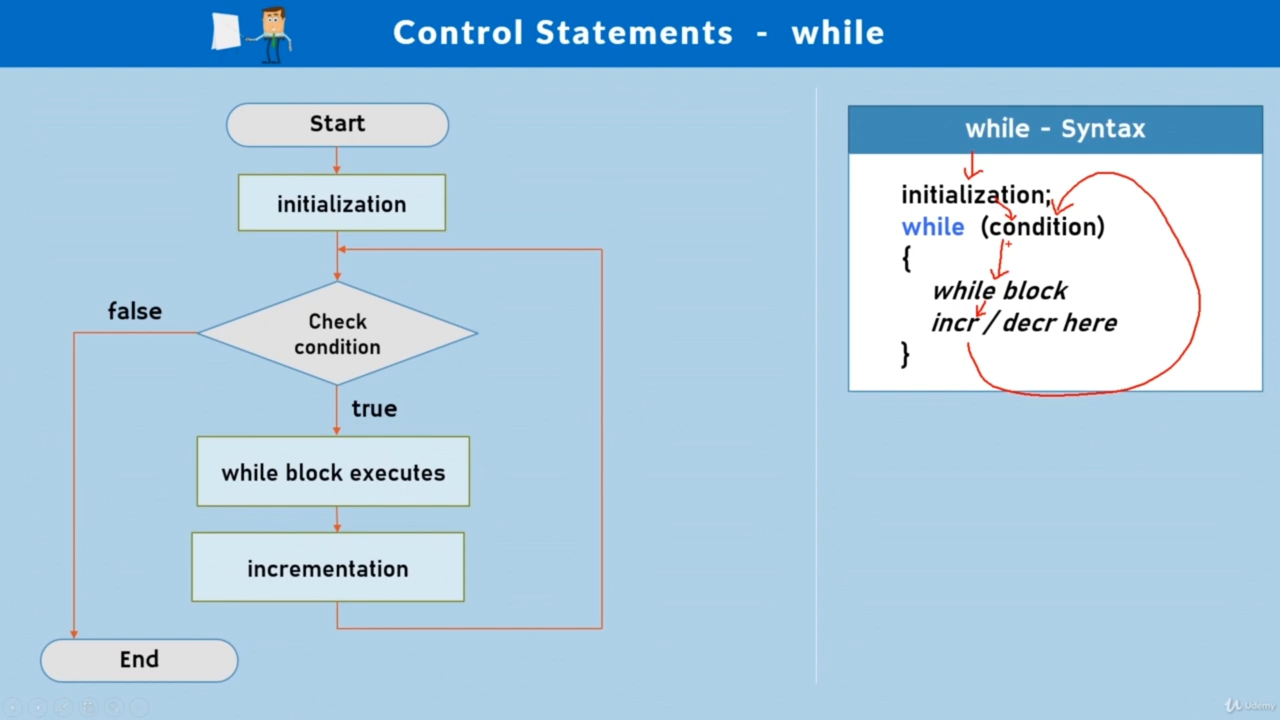 Control Statements - while
Start
initialization
Check
condition
false
true
while block executes
incrementation
End
while - Syntax
initialization;
while (condition)
{
while block
incr / decr here
}
Udemy